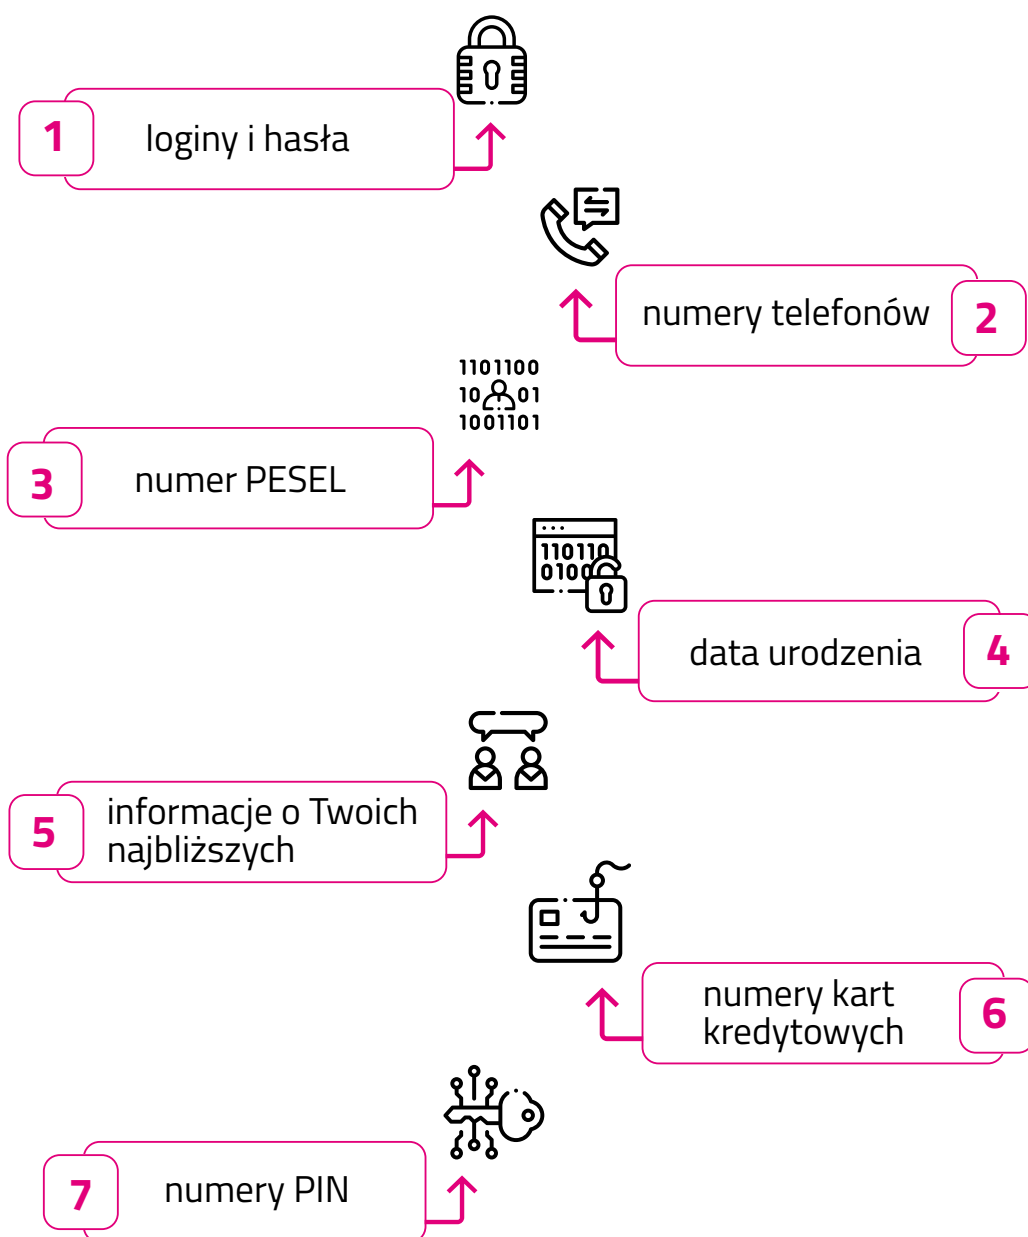 1
loginy i hasła
numery telefonów
2
1101100
10 01
1001101
3
numer PESEL
110110
0100
data urodzenia
4
5
informacje o Twoich
najbliższych
numery kart
kredytowych
6
7
numery PIN